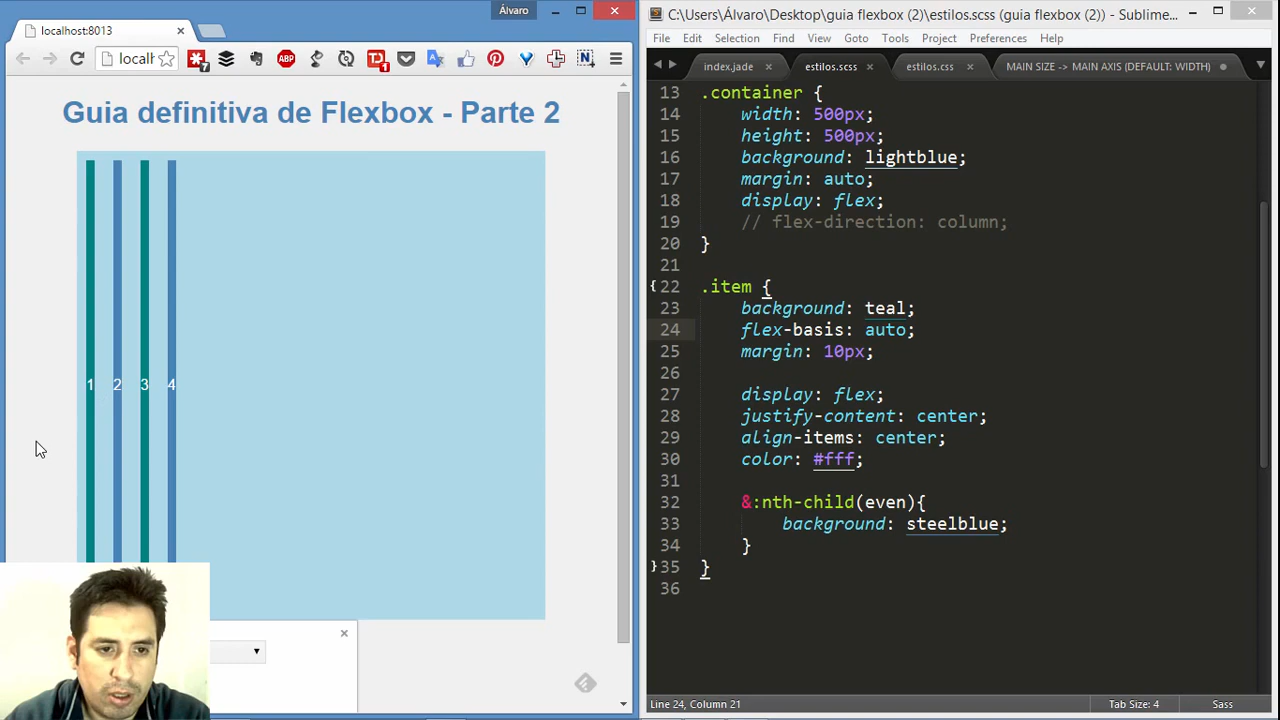 Álvaro
localhost:8013
localh
7
ABP
TD
1
N
Guia definitiva de Flexbox - Parte 2
1 2 3 4
C:\Users\Álvaro\Desktop\guia flexbox (2)\estilos.scss (guia flexbox (2)) - Sublime...
File Edit Selection Find View Goto Tools Project Preferences Help
index.jade estilos.scss estilos.css MAIN SIZE -> MAIN AXIS (DEFAULT: WIDTH)
13 .container {
14 width: 500px;
15 height: 500px;
16 background: lightblue;
17 margin: auto;
18 display: flex;
19 // flex-direction: column;
20 }
21
22 .item {
23 background: teal;
24 flex-basis: auto;
25 margin: 10px;
26
27 display: flex;
28 justify-content: center;
29 align-items: center;
30 color: #fff;
31
32 &:nth-child(even){
33 background: steelblue;
34 }
35 }
36
Line 24, Column 21 Tab Size: 4 Sass